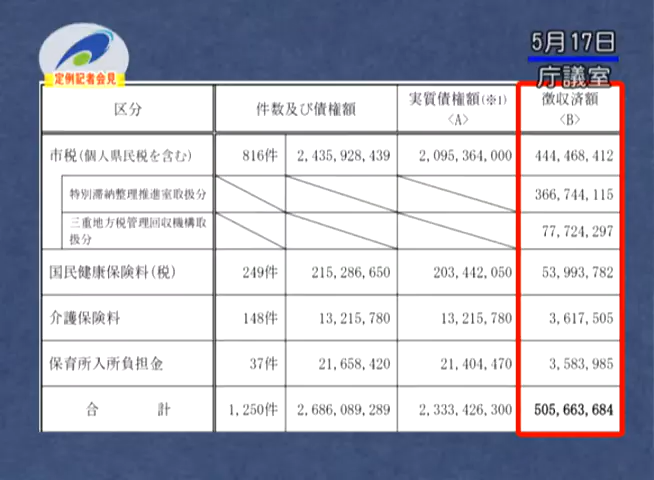 定例記者会見
5月17日
庁議室
区分 件数及び債権額 実質債権額(※1) 徴収済額
<A> <B>
市税(個人県民税を含む) 816件 2,435,928,439 2,095,364,000 444,468,412
特別滞納整理推進室取扱分 366,744,115
三重地方税管理回収機構取 77,724,297
扱分
国民健康保険料(税) 249件 215,286,650 203,442,050 53,993,782
介護保険料 148件 13,215,780 13,215,780 3,617,505
保育所入所負担金 37件 21,658,420 21,404,470 3,583,985
合 計 1,250件 2,686,089,289 2,333,426,300 505,663,684